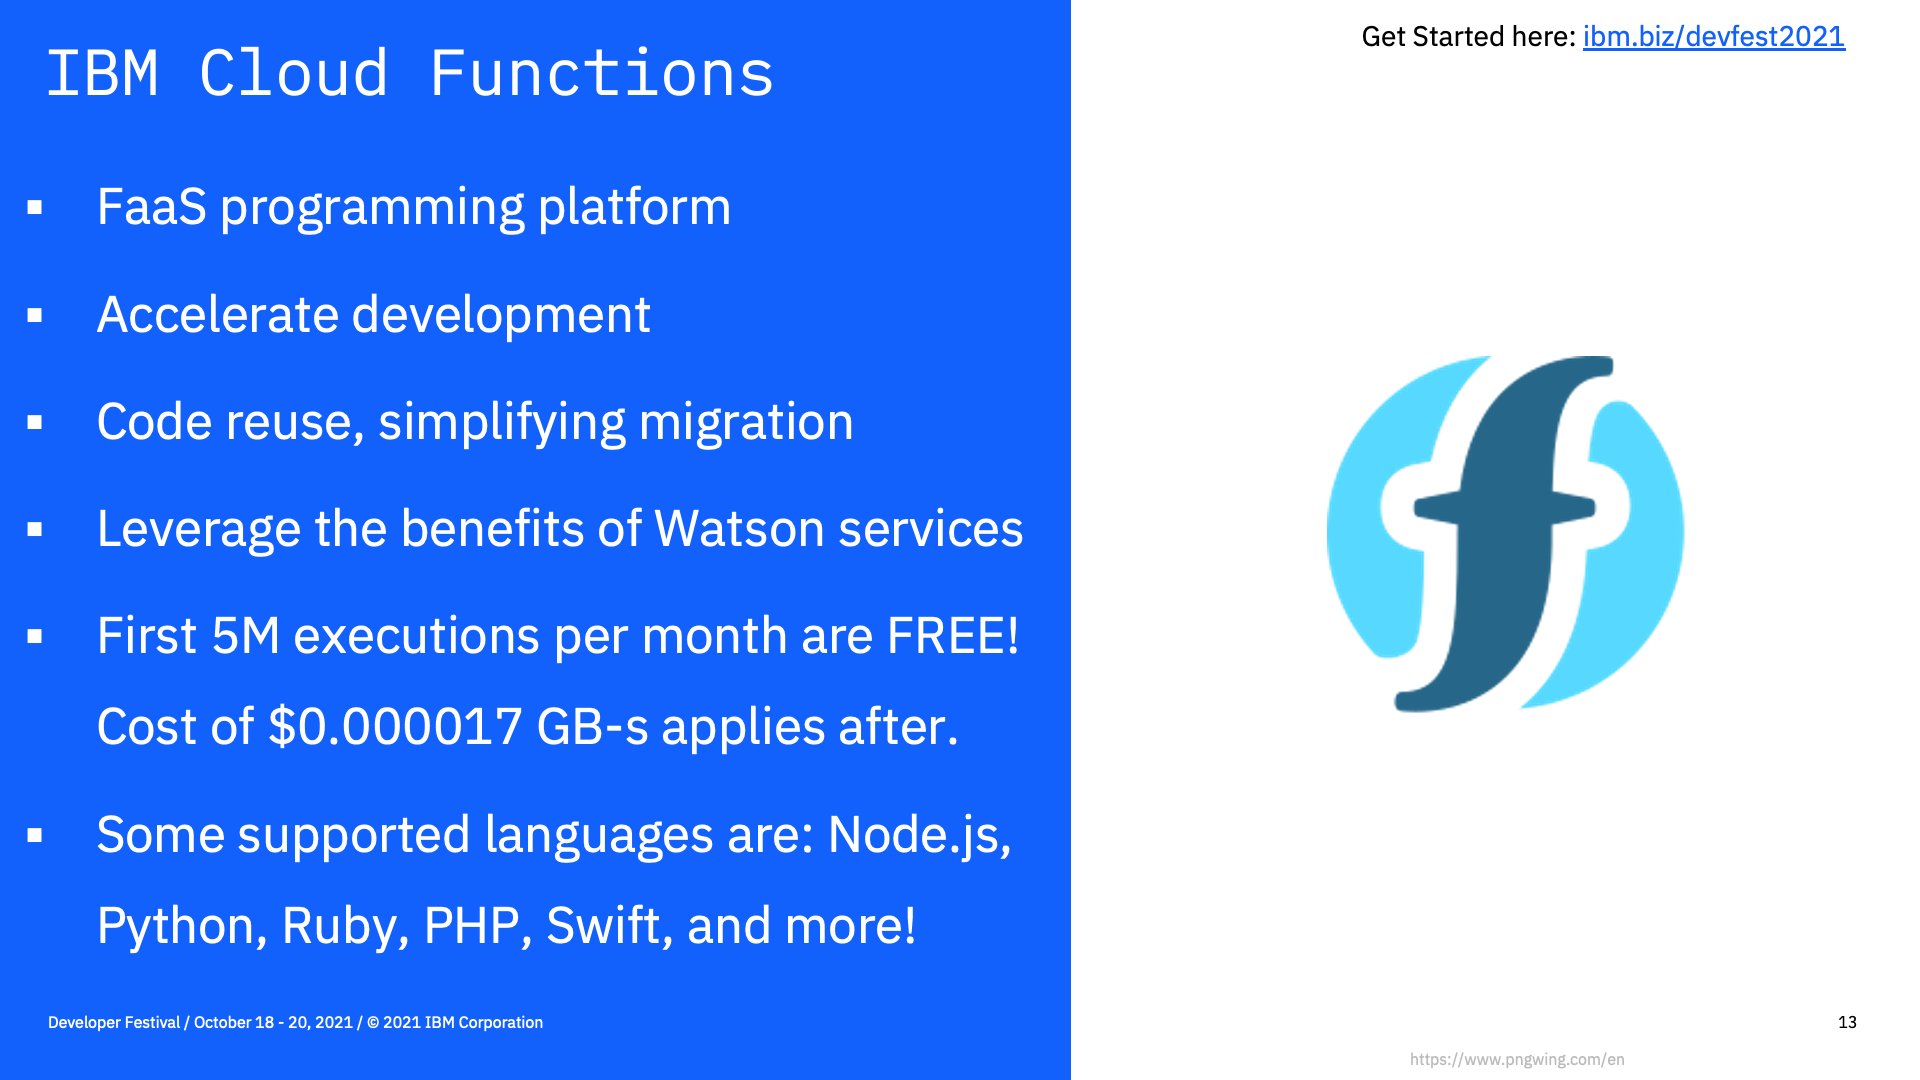 IBM Cloud Functions
Get Started here: ibm.biz/devfest2021
▪ FaaS programming platform
▪ Accelerate development
▪ Code reuse, simplifying migration
▪ Leverage the benefits of Watson services
▪ First 5M executions per month are FREE!
Cost of $0.000017 GB-s applies after.
▪ Some supported languages are: Node.js,
Python, Ruby, PHP, Swift, and more!
Developer Festival / October 18 - 20, 2021 / © 2021 IBM Corporation
13
https://www.pngwing.com/en